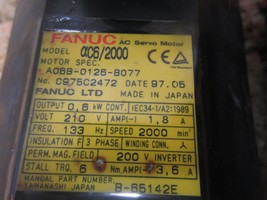 FANUC AC Servo Motor
MODEL αC6/2000
MOTOR SPEC.
A06B-0126-B077
No. C975C2472 DATE 97.05
FANUC LTD MADE IN JAPAN
OUTPUT 0,6 kW CONT. IEC34-1/A2:1989
VOLT 210 V AMP(~) 1,8 A
FREQ. 133 Hz SPEED 2000 min⁻¹
INSULATION F 3 PHASE WINDING CONN. Y
PERM. MAG. FIELD 200 V INVERTER
STALL TRQ. 6 Nm AMP(~) 3,6 A
MANUAL PART NUMBER B-65142E
YAMANASHI JAPAN